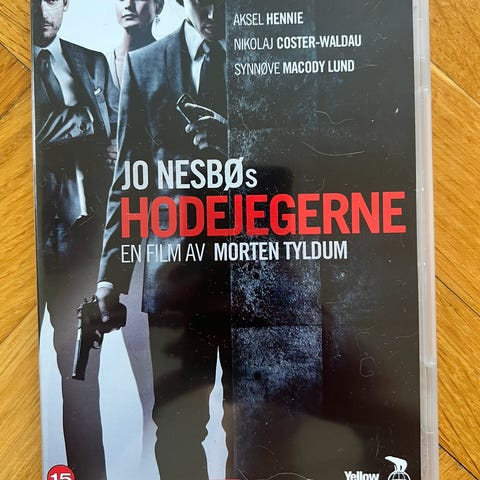 AKSEL HENNIE
NIKOLAJ COSTER-WALDAU
SYNNØVE MACODY LUND
JO NESBØs
HODEJEGERNE
EN FILM AV MORTEN TYLDUM
15
Yellow